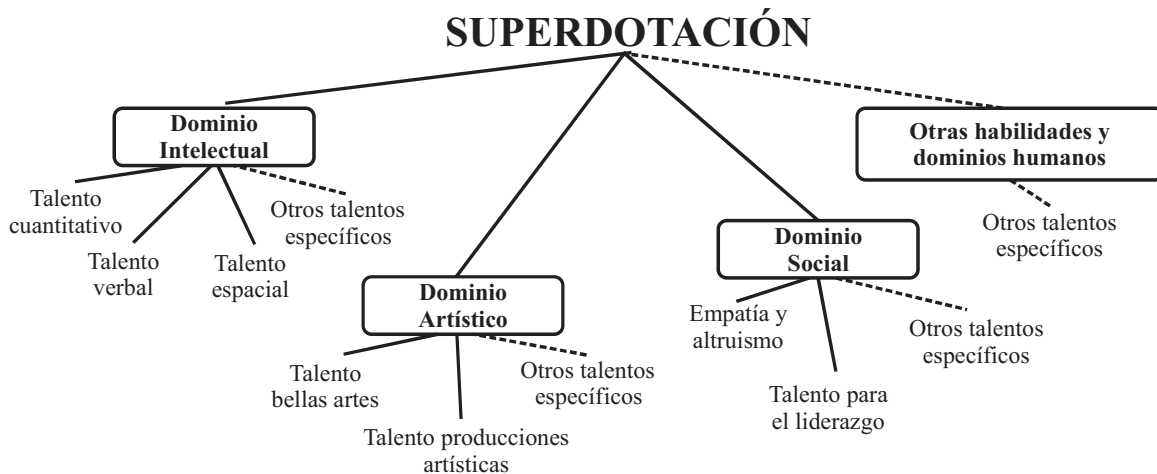 SUPERDOTACIÓN
Dominio
Intelectual
Talento
cuantitativo
Talento
verbal
Talento
espacial
Otros talentos
específicos
Dominio
Artístico
Talento
bellas artes
Talento producciones
artísticas
Otros talentos
específicos
Dominio
Social
Empatía y
altruismo
Talento para
el liderazgo
Otros talentos
específicos
Otras habilidades y
dominios humanos
Otros talentos
específicos